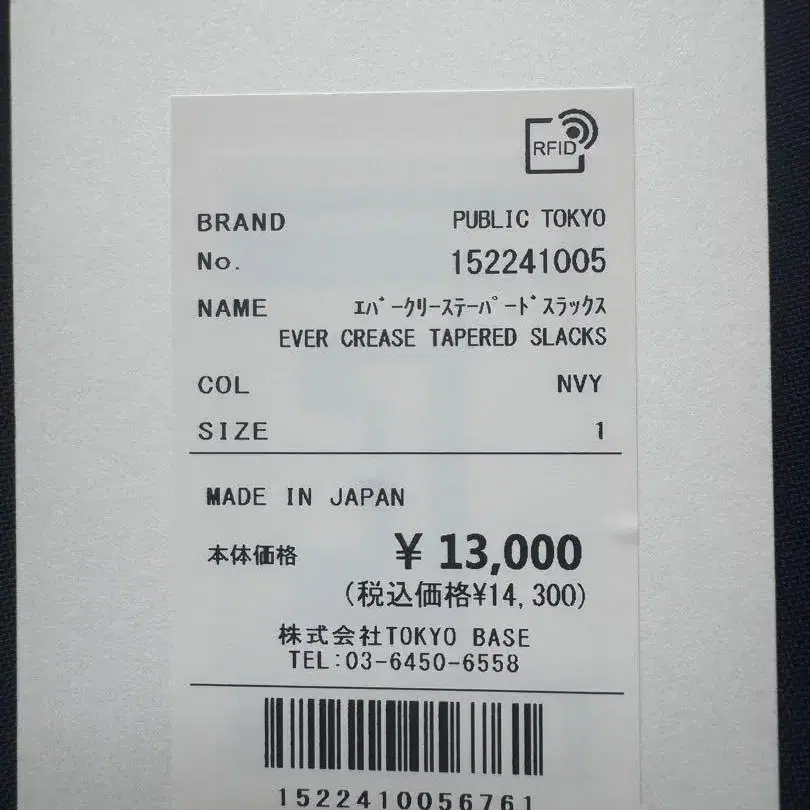 RFID
BRAND PUBLIC TOKYO
No. 152241005
NAME ｴﾊﾞｰｸﾘｰｽﾃｰﾊﾟｰﾄﾞｽﾗｯｸｽ
EVER CREASE TAPERED SLACKS
COL NVY
SIZE 1
MADE IN JAPAN
本体価格 ¥ 13,000
(税込価格¥14,300)
株式会社TOKYO BASE
TEL:03-6450-6558
1522410056761